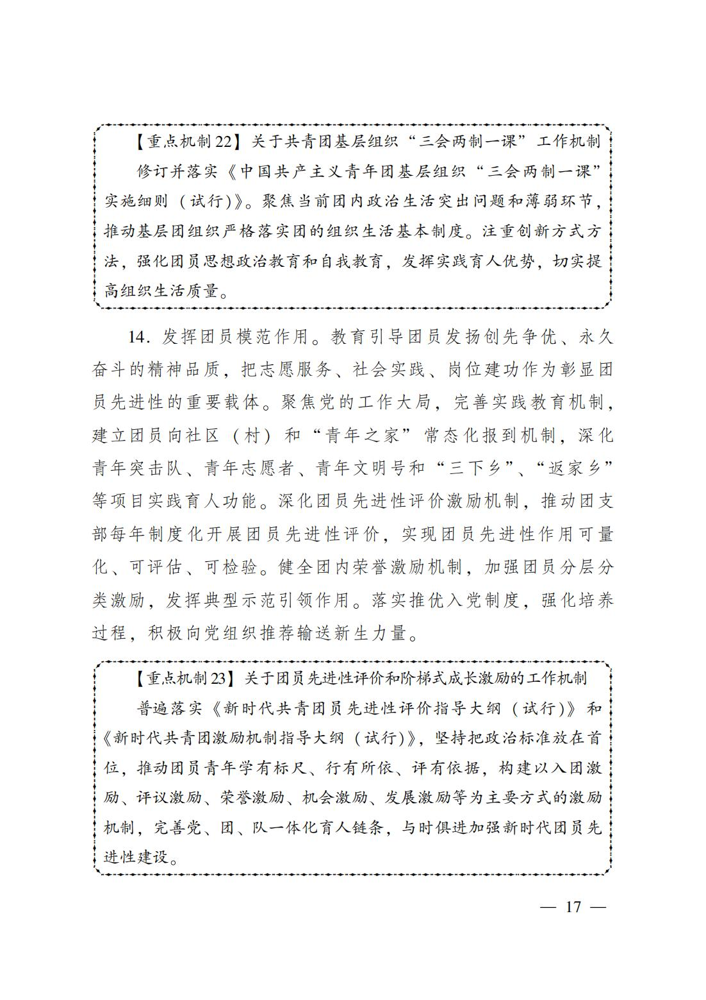 【重点机制22】关于共青团基层组织“三会两制一课”工作机制
修订并落实《中国共产主义青年团基层组织“三会两制一课”
实施细则（试行）》。聚焦当前团内政治生活突出问题和薄弱环节，
推动基层团组织严格落实团的组织生活基本制度。注重创新方式方
法，强化团员思想政治教育和自我教育，发挥实践育人优势，切实提
高组织生活质量。
14．发挥团员模范作用。教育引导团员发扬创先争优、永久
奋斗的精神品质，把志愿服务、社会实践、岗位建功作为彰显团
员先进性的重要载体。聚焦党的工作大局，完善实践教育机制，
建立团员向社区（村）和“青年之家”常态化报到机制，深化
青年突击队、青年志愿者、青年文明号和“三下乡”、“返家乡”
等项目实践育人功能。深化团员先进性评价激励机制，推动团支
部每年制度化开展团员先进性评价，实现团员先进性作用可量
化、可评估、可检验。健全团内荣誉激励机制，加强团员分层分
类激励，发挥典型示范引领作用。落实推优入党制度，强化培养
过程，积极向党组织推荐输送新生力量。
【重点机制23】关于团员先进性评价和阶梯式成长激励的工作机制
普遍落实《新时代共青团员先进性评价指导大纲（试行）》和
《新时代共青团激励机制指导大纲（试行）》，坚持把政治标准放在首
位，推动团员青年学有标尺、行有所依、评有依据，构建以入团激
励、评议激励、荣誉激励、机会激励、发展激励等为主要方式的激励
机制，完善党、团、队一体化育人链条，与时俱进加强新时代团员先
进性建设。
— 17 —